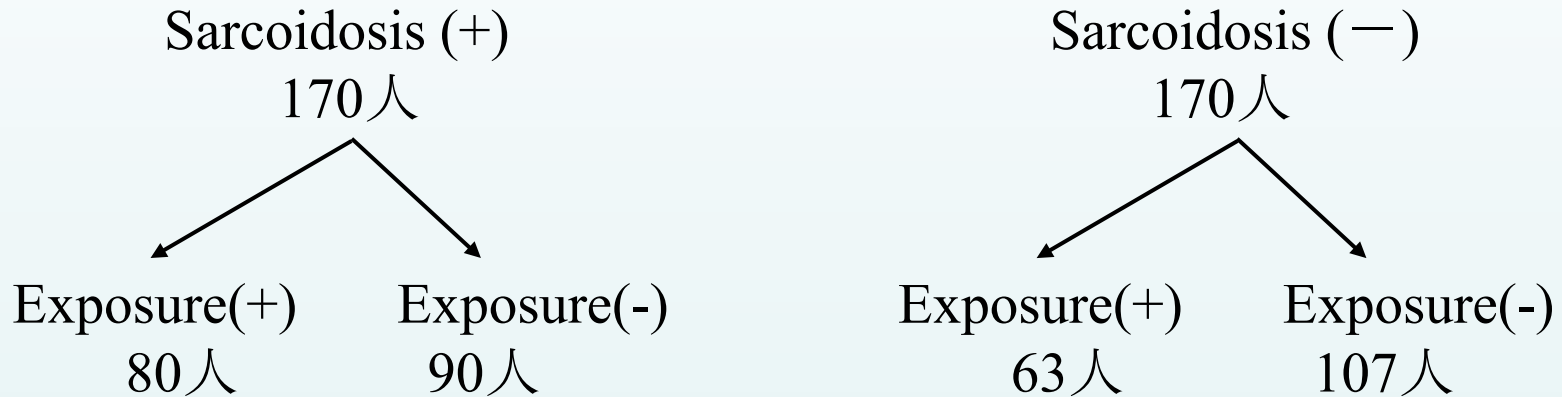 Sarcoidosis (+)
170人
Exposure(+)
80人
Exposure(-)
90人
Sarcoidosis (－)
170人
Exposure(+)
63人
Exposure(-)
107人